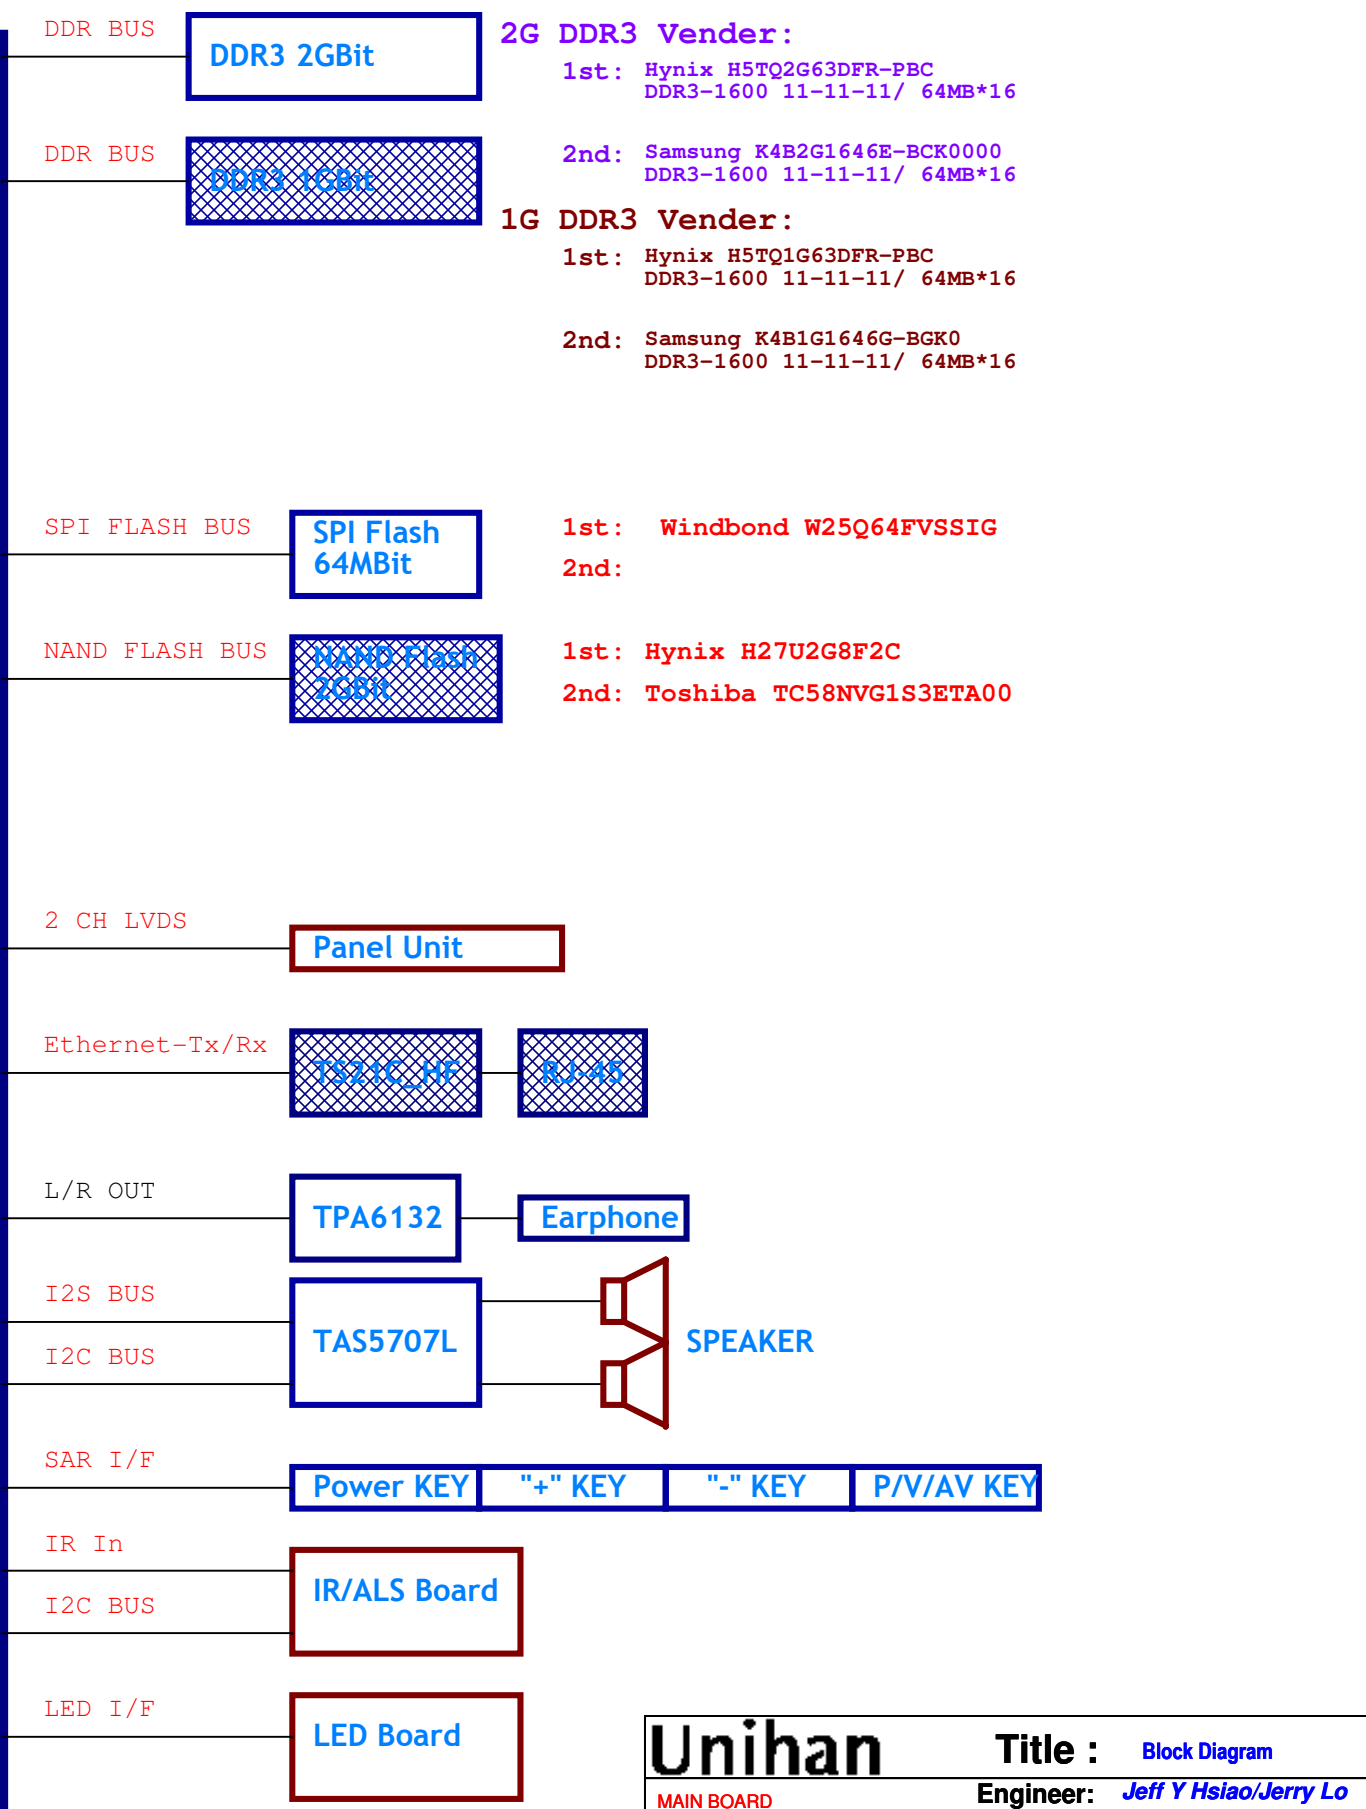 DDR BUS
DDR3 2GBit
2G DDR3 Vender:
1st: Hynix H5TQ2G63DFR-PBC
DDR3-1600 11-11-11/ 64MB*16
DDR BUS
DDR3 1GBit
2nd: Samsung K4B2G1646E-BCK0000
DDR3-1600 11-11-11/ 64MB*16
1G DDR3 Vender:
1st: Hynix H5TQ1G63DFR-PBC
DDR3-1600 11-11-11/ 64MB*16
2nd: Samsung K4B1G1646G-BGK0
DDR3-1600 11-11-11/ 64MB*16
SPI FLASH BUS
SPI Flash
64MBit
1st: Windbond W25Q64FVSSIG
2nd:
NAND FLASH BUS
NAND Flash
2GBit
1st: Hynix H27U2G8F2C
2nd: Toshiba TC58NVG1S3ETA00
2 CH LVDS
Panel Unit
Ethernet-Tx/Rx
TS21C_HF
RJ-45
L/R OUT
TPA6132
Earphone
I2S BUS
TAS5707L
SPEAKER
I2C BUS
SAR I/F
Power KEY
"+" KEY
"-" KEY
P/V/AV KEY
IR In
IR/ALS Board
I2C BUS
LED I/F
LED Board
Unihan
Title : Block Diagram
MAIN BOARD
Engineer: Jeff Y Hsiao/Jerry Lo